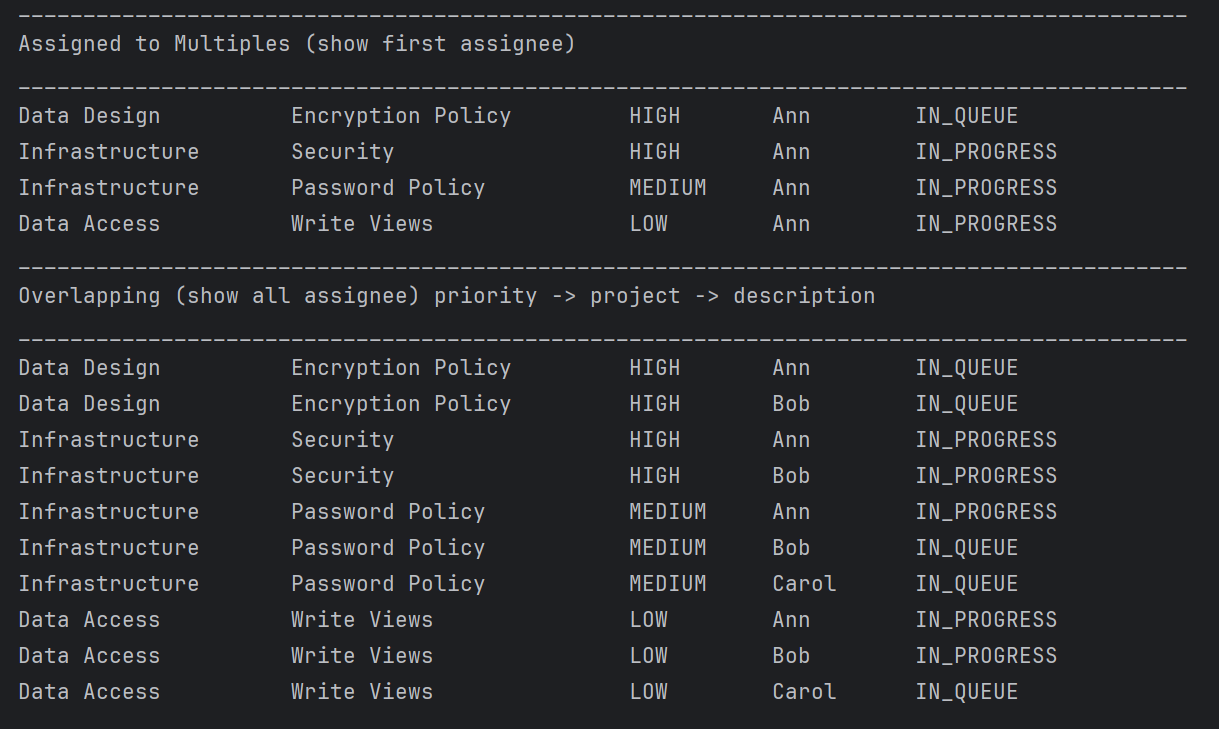 __________________________________________________________________________________________
Assigned to Multiples (show first assignee)
__________________________________________________________________________________________
Data Design          Encryption Policy         HIGH       Ann        IN_QUEUE
Infrastructure       Security                  HIGH       Ann        IN_PROGRESS
Infrastructure       Password Policy           MEDIUM     Ann        IN_PROGRESS
Data Access          Write Views               LOW        Ann        IN_PROGRESS
__________________________________________________________________________________________
Overlapping (show all assignee) priority -> project -> description
__________________________________________________________________________________________
Data Design          Encryption Policy         HIGH       Ann        IN_QUEUE
Data Design          Encryption Policy         HIGH       Bob        IN_QUEUE
Infrastructure       Security                  HIGH       Ann        IN_PROGRESS
Infrastructure       Security                  HIGH       Bob        IN_PROGRESS
Infrastructure       Password Policy           MEDIUM     Ann        IN_PROGRESS
Infrastructure       Password Policy           MEDIUM     Bob        IN_QUEUE
Infrastructure       Password Policy           MEDIUM     Carol      IN_QUEUE
Data Access          Write Views               LOW        Ann        IN_PROGRESS
Data Access          Write Views               LOW        Bob        IN_PROGRESS
Data Access          Write Views               LOW        Carol      IN_QUEUE